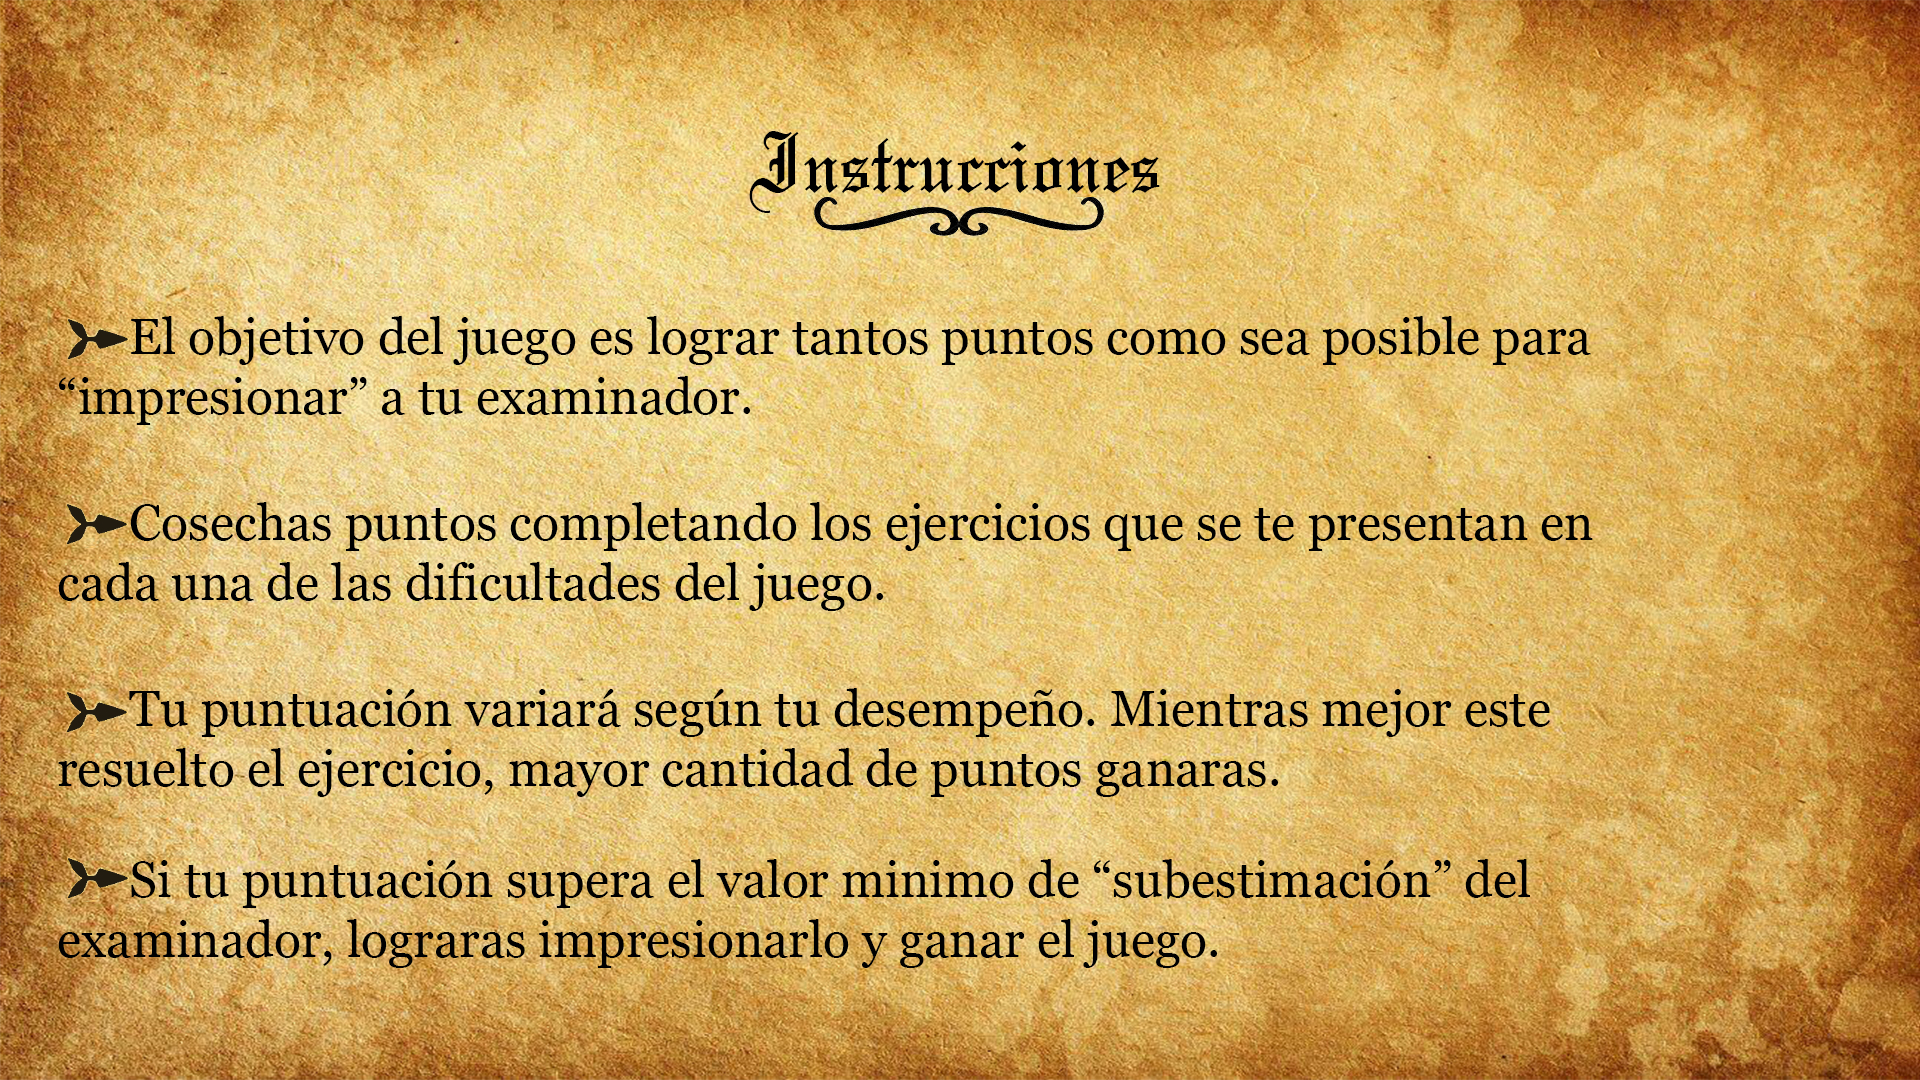 Instrucciones
El objetivo del juego es lograr tantos puntos como sea posible para
“impresionar” a tu examinador.
Cosechas puntos completando los ejercicios que se te presentan en
cada una de las dificultades del juego.
Tu puntuación variará según tu desempeño. Mientras mejor este
resuelto el ejercicio, mayor cantidad de puntos ganaras.
Si tu puntuación supera el valor minimo de “subestimación” del
examinador, lograras impresionarlo y ganar el juego.